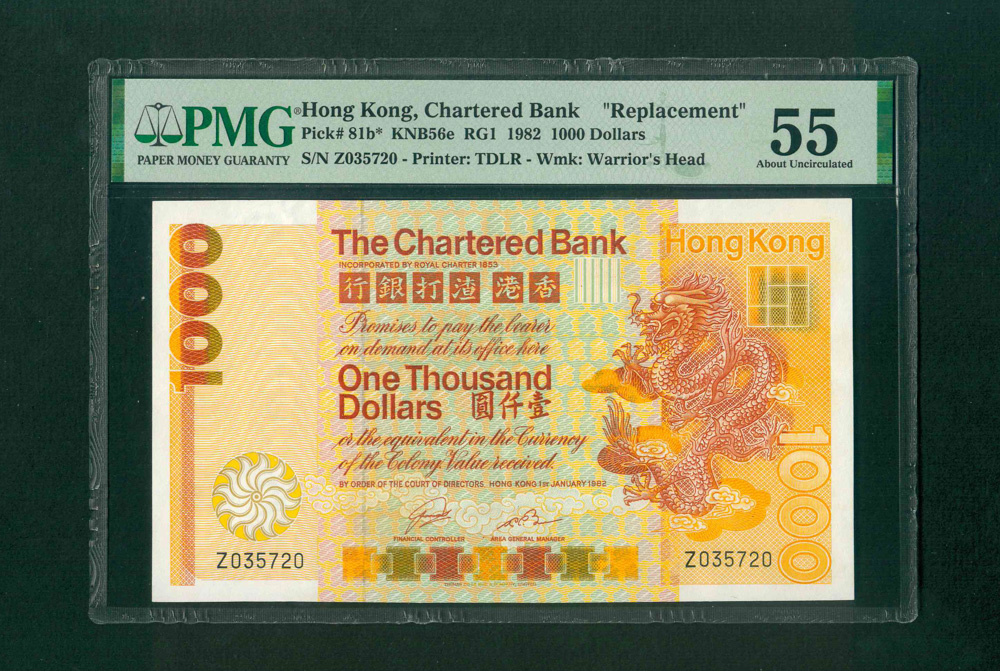 PMG®
PAPER MONEY GUARANTY
Hong Kong, Chartered Bank "Replacement"
Pick# 81b* KNB56e RG1 1982 1000 Dollars
S/N Z035720 - Printer: TDLR - Wmk: Warrior's Head
55
About Uncirculated
1000
The Chartered Bank
Hong Kong
INCORPORATED BY ROYAL CHARTER 1853
行銀打渣港香
Promises to pay the bearer
on demand at its office here
One Thousand
Dollars 圓仟壹
or the equivalent in the Currency
of the Colony. Value received.
BY ORDER OF THE COURT OF DIRECTORS, HONG KONG 1ST JANUARY 1982
FINANCIAL CONTROLLER
AREA GENERAL MANAGER
Z035720
Z035720
1000